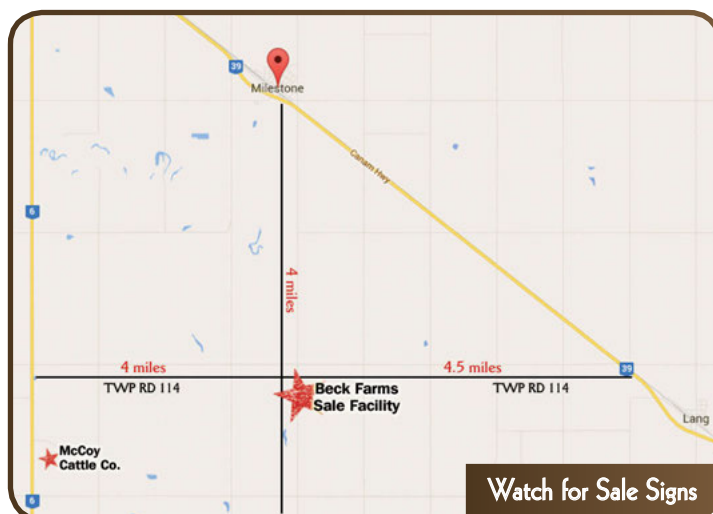 39
Milestone
Canam Hwy
6
4 miles
4 miles
4.5 miles
39
TWP RD 114
TWP RD 114
Beck Farms
Sale Facility
Lang
McCoy
Cattle Co.
6
Watch for Sale Signs